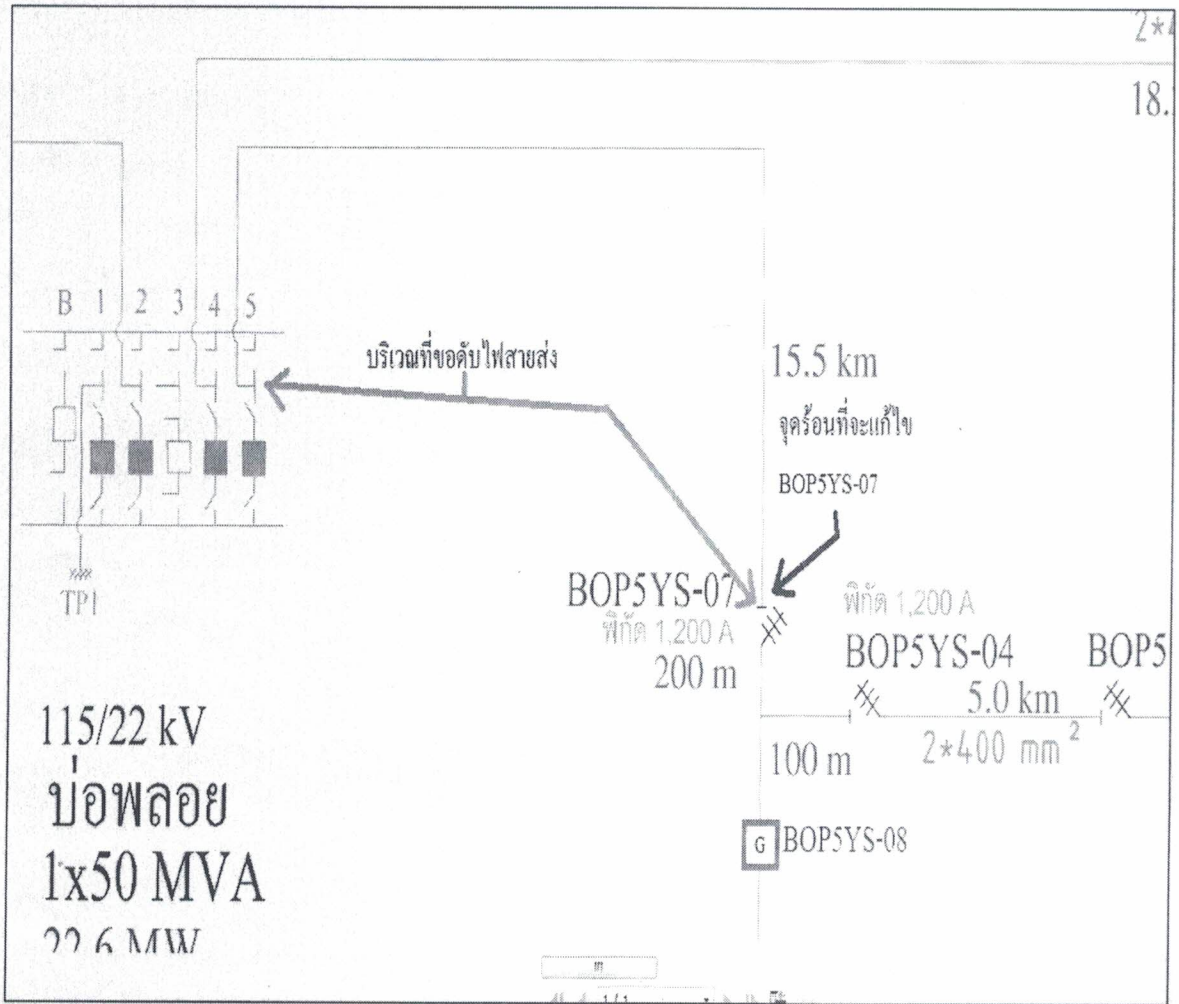 18.
B 1 2 3 4 5
บริเวณที่ขอดับไฟสายส่ง
15.5 km
จุดร้อนที่จะแก้ไข
BOP5YS-07
BOP5YS-07
พิกัด 1,200 A
200 m
พิกัด 1,200 A
BOP5YS-04
BOP5
5.0 km
2*400 mm²
100 m
G BOP5YS-08
TP1
115/22 kV
บ่อพลอย
1x50 MVA
22.6 MW